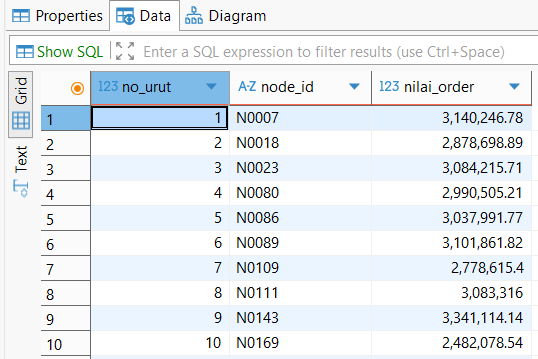 Properties Data Diagram
Show SQL Enter a SQL expression to filter results (use Ctrl+Space)
Grid
Text
123 no_urut A-Z node_id 123 nilai_order
1 1 N0007 3,140,246.78
2 2 N0018 2,878,698.89
3 3 N0023 3,084,215.71
4 4 N0080 2,990,505.21
5 5 N0086 3,037,991.77
6 6 N0089 3,101,861.82
7 7 N0109 2,778,615.4
8 8 N0111 3,083,316
9 9 N0143 3,341,114.14
10 10 N0169 2,482,078.54